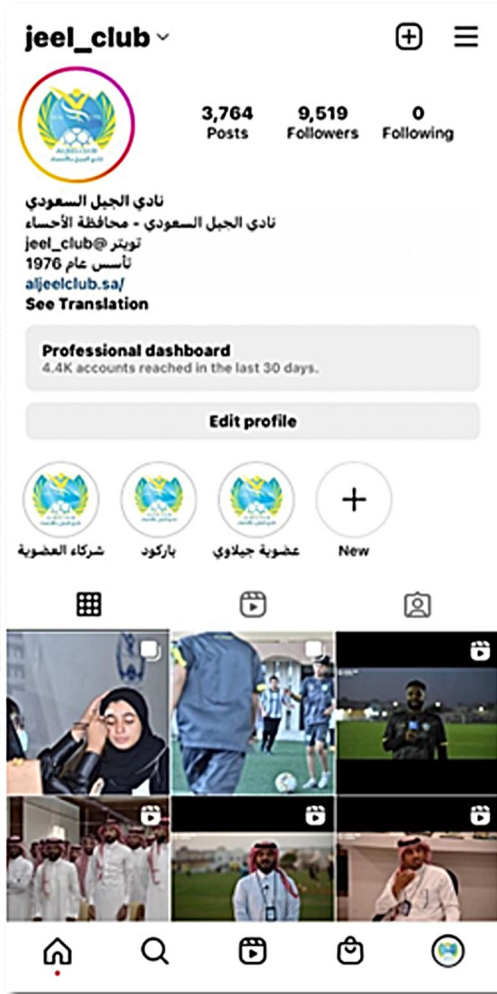 jeel_club
3,764 9,519 0
Posts Followers Following
نادي الجيل السعودي
نادي الجيل السعودي - محافظة الأحساء
تويتر @jeel_club
تأسس عام 1976
aljeelclub.sa/
See Translation
Professional dashboard
4.4K accounts reached in the last 30 days.
Edit profile
شركاء العضوية باركود عضوية جيلاوي New